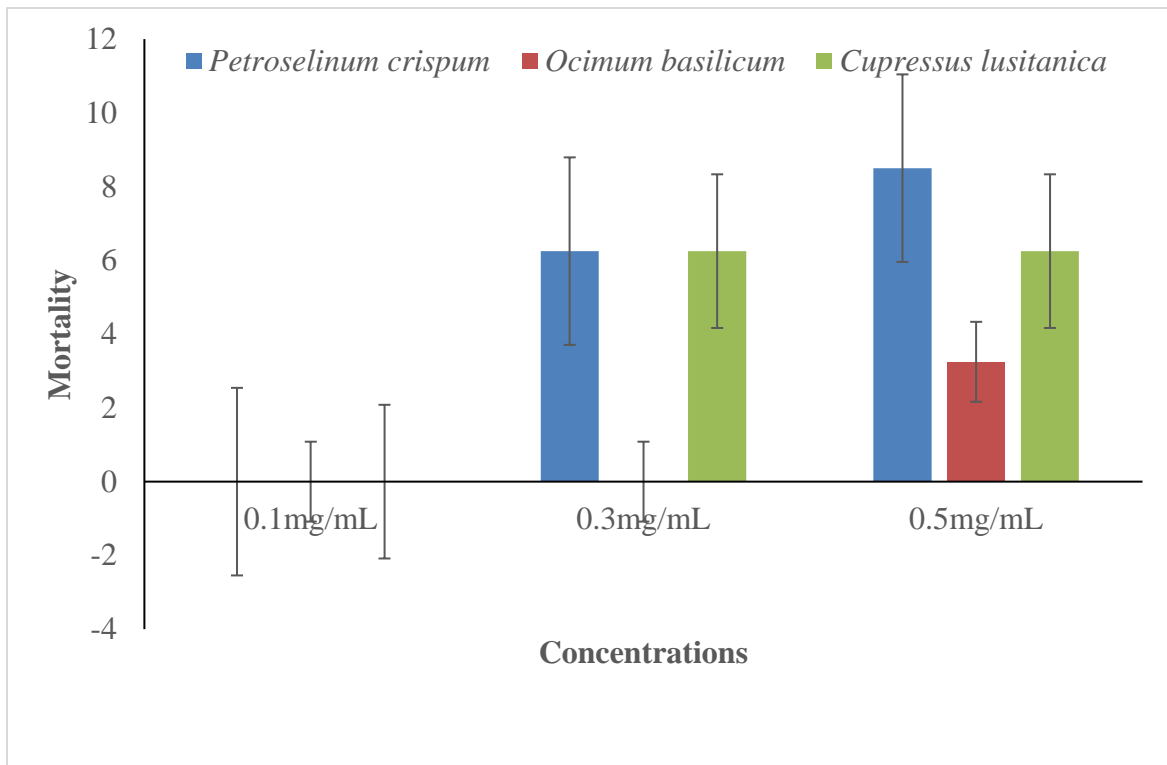 12
Petroselinum crispum Ocimum basilicum Cupressus lusitanica
10
8
6
4
2
0
-2
-4
Mortality
0.1mg/mL 0.3mg/mL 0.5mg/mL
Concentrations